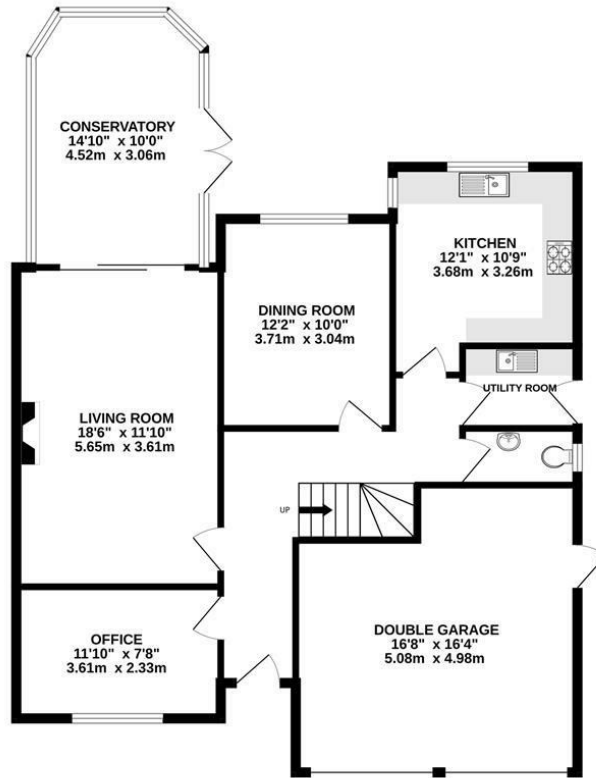 CONSERVATORY
14'10" x 10'0"
4.52m x 3.06m
KITCHEN
12'1" x 10'9"
3.68m x 3.26m
DINING ROOM
12'2" x 10'0"
3.71m x 3.04m
UTILITY ROOM
LIVING ROOM
18'6" x 11'10"
5.65m x 3.61m
UP
OFFICE
11'10" x 7'8"
3.61m x 2.33m
DOUBLE GARAGE
16'8" x 16'4"
5.08m x 4.98m